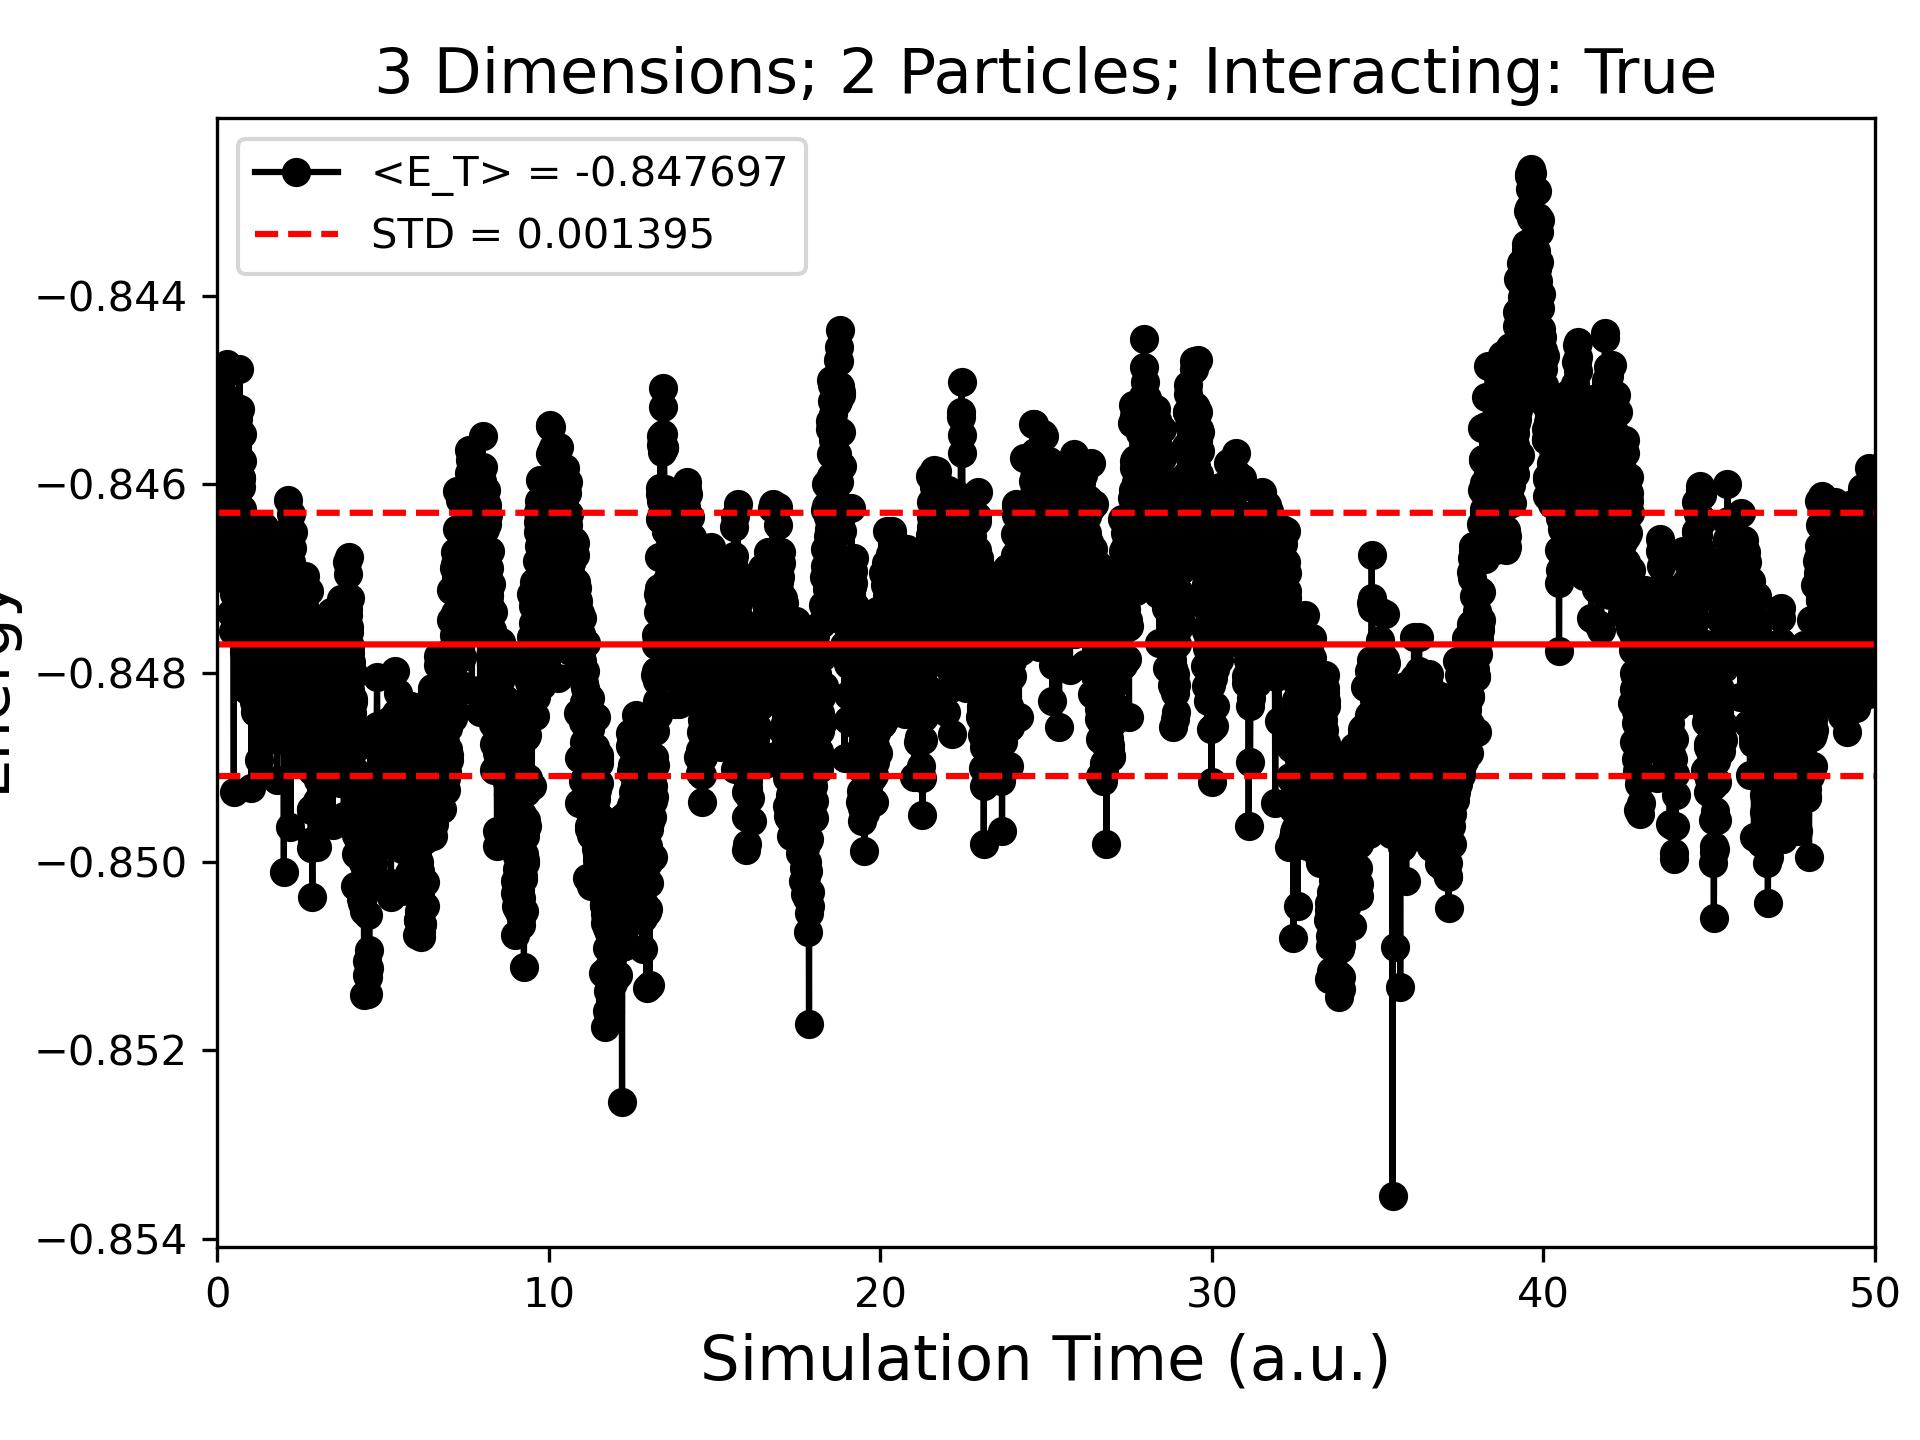 3 Dimensions; 2 Particles; Interacting: True
<E_T> = -0.847697
STD = 0.001395
−0.844
−0.846
−0.848
−0.850
−0.852
−0.854
Energy
0 10 20 30 40 50
Simulation Time (a.u.)